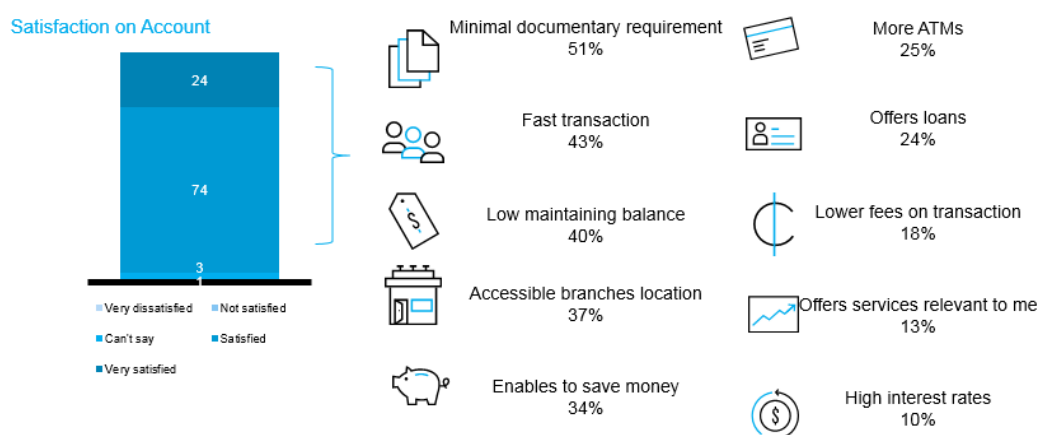 Satisfaction on Account
24
74
3
1
Very dissatisfied
Not satisfied
Can't say
Satisfied
Very satisfied
Minimal documentary requirement
51%
Fast transaction
43%
Low maintaining balance
40%
Accessible branches location
37%
Enables to save money
34%
More ATMs
25%
Offers loans
24%
Lower fees on transaction
18%
Offers services relevant to me
13%
High interest rates
10%